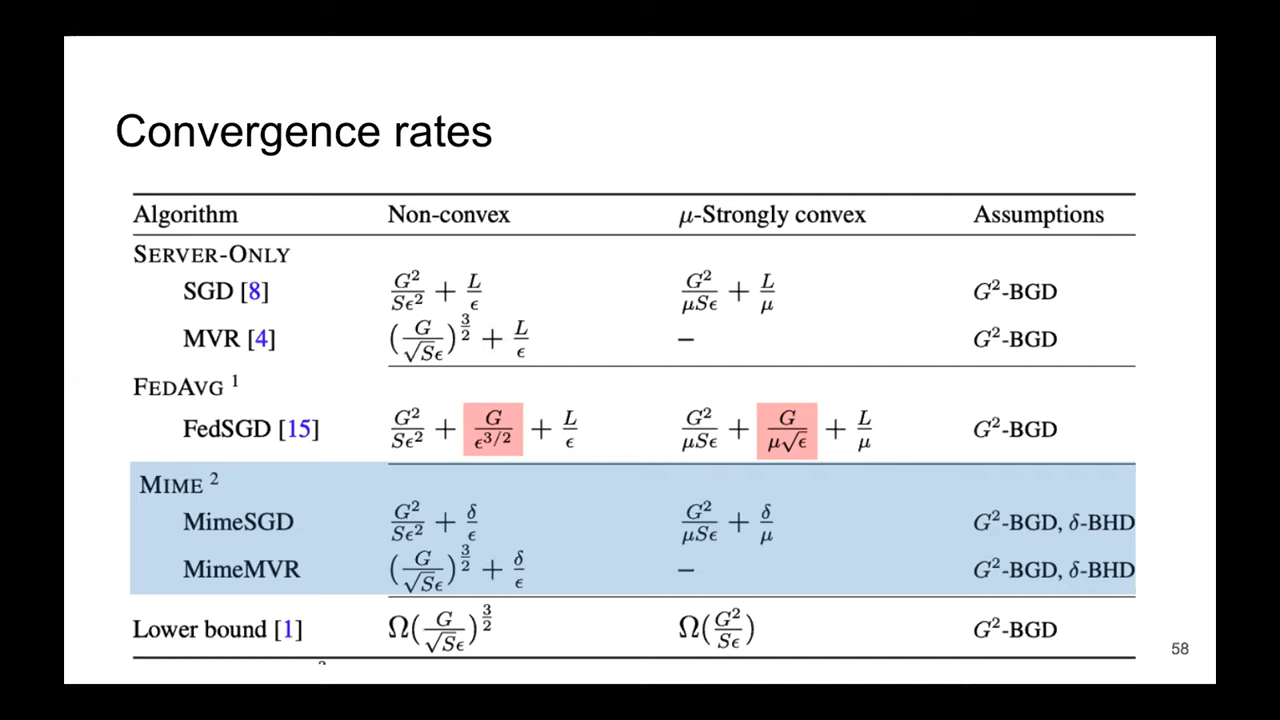 Convergence rates
Algorithm Non-convex μ-Strongly convex Assumptions
SERVER-ONLY
SGD [8] G²/Sϵ² + L/ϵ G²/μSϵ + L/μ G²-BGD
MVR [4] (G/√Sϵ)^(3/2) + L/ϵ – G²-BGD
FEDAVG ¹
FedSGD [15] G²/Sϵ² + G/ϵ^(3/2) + L/ϵ G²/μSϵ + G/μ√ϵ + L/μ G²-BGD
MIME ²
MimeSGD G²/Sϵ² + δ/ϵ G²/μSϵ + δ/μ G²-BGD, δ-BHD
MimeMVR (G/√Sϵ)^(3/2) + δ/ϵ – G²-BGD, δ-BHD
Lower bound [1] Ω(G/√Sϵ)^(3/2) Ω(G²/Sϵ) G²-BGD
58